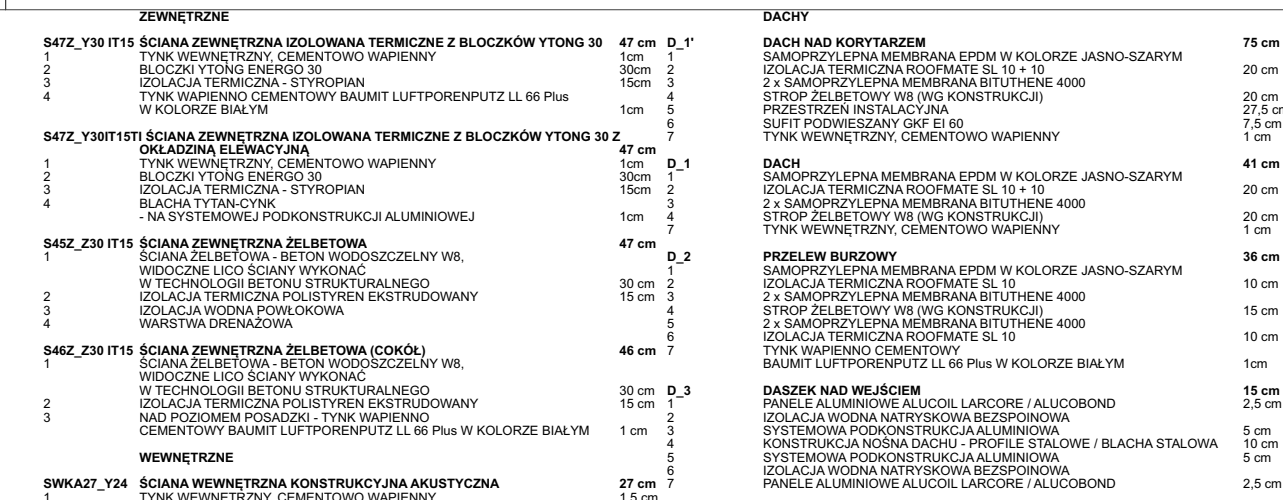 ZEWNĘTRZNE
S47Z_Y30 IT15 ŚCIANA ZEWNĘTRZNA IZOLOWANA TERMICZNE Z BLOCZKÓW YTONG 30 47 cm
1 TYNK WEWNĘTRZNY, CEMENTOWO WAPIENNY 1cm
2 BLOCZKI YTONG ENERGO 30 30cm
3 IZOLACJA TERMICZNA - STYROPIAN 15cm
4 TYNK WAPIENNO CEMENTOWY BAUMIT LUFTPORENPUTZ LL 66 Plus
W KOLORZE BIAŁYM 1cm
S47Z_Y30IT15TI ŚCIANA ZEWNĘTRZNA IZOLOWANA TERMICZNE Z BLOCZKÓW YTONG 30 Z
OKŁADZINĄ ELEWACYJNĄ 47 cm
1 TYNK WEWNĘTRZNY, CEMENTOWO WAPIENNY 1cm
2 BLOCZKI YTONG ENERGO 30 30cm
3 IZOLACJA TERMICZNA - STYROPIAN 15cm
4 BLACHA TYTAN-CYNK
- NA SYSTEMOWEJ PODKONSTRUKCJI ALUMINIOWEJ 1cm
S45Z_Z30 IT15 ŚCIANA ZEWNĘTRZNA ŻELBETOWA 47 cm
1 ŚCIANA ŻELBETOWA - BETON WODOSZCZELNY W8,
WIDOCZNE LICO ŚCIANY WYKONAĆ
W TECHNOLOGII BETONU STRUKTURALNEGO 30 cm
2 IZOLACJA TERMICZNA POLISTYREN EKSTRUDOWANY 15 cm
3 IZOLACJA WODNA POWŁOKOWA
4 WARSTWA DRENAŻOWA
S46Z_Z30 IT15 ŚCIANA ZEWNĘTRZNA ŻELBETOWA (COKÓŁ) 46 cm
1 ŚCIANA ŻELBETOWA - BETON WODOSZCZELNY W8,
WIDOCZNE LICO ŚCIANY WYKONAĆ
W TECHNOLOGII BETONU STRUKTURALNEGO 30 cm
2 IZOLACJA TERMICZNA POLISTYREN EKSTRUDOWANY 15 cm
3 NAD POZIOMEM POSADZKI - TYNK WAPIENNO
CEMENTOWY BAUMIT LUFTPORENPUTZ LL 66 Plus W KOLORZE BIAŁYM 1 cm
WEWNĘTRZNE
SWKA27_Y24 ŚCIANA WEWNĘTRZNA KONSTRUKCYJNA AKUSTYCZNA 27 cm
1 TYNK WEWNĘTRZNY, CEMENTOWO WAPIENNY 1,5 cm
DACHY
D_1' DACH NAD KORYTARZEM 75 cm
1 SAMOPRZYLEPNA MEMBRANA EPDM W KOLORZE JASNO-SZARYM
2 IZOLACJA TERMICZNA ROOFMATE SL 10 + 10 20 cm
3 2 x SAMOPRZYLEPNA MEMBRANA BITUTHENE 4000
4 STROP ŻELBETOWY W8 (WG KONSTRUKCJI) 20 cm
5 PRZESTRZEŃ INSTALACYJNA 27,5 cm
6 SUFIT PODWIESZANY GKF EI 60 7,5 cm
7 TYNK WEWNĘTRZNY, CEMENTOWO WAPIENNY 1 cm
D_1 DACH 41 cm
1 SAMOPRZYLEPNA MEMBRANA EPDM W KOLORZE JASNO-SZARYM
2 IZOLACJA TERMICZNA ROOFMATE SL 10 + 10 20 cm
3 2 x SAMOPRZYLEPNA MEMBRANA BITUTHENE 4000
4 STROP ŻELBETOWY W8 (WG KONSTRUKCJI) 20 cm
7 TYNK WEWNĘTRZNY, CEMENTOWO WAPIENNY 1 cm
D_2 PRZELEW BURZOWY 36 cm
1 SAMOPRZYLEPNA MEMBRANA EPDM W KOLORZE JASNO-SZARYM
2 IZOLACJA TERMICZNA ROOFMATE SL 10 10 cm
3 2 x SAMOPRZYLEPNA MEMBRANA BITUTHENE 4000
4 STROP ŻELBETOWY W8 (WG KONSTRUKCJI) 15 cm
5 2 x SAMOPRZYLEPNA MEMBRANA BITUTHENE 4000
6 IZOLACJA TERMICZNA ROOFMATE SL 10 10 cm
7 TYNK WAPIENNO CEMENTOWY
BAUMIT LUFTPORENPUTZ LL 66 Plus W KOLORZE BIAŁYM 1cm
D_3 DASZEK NAD WEJŚCIEM 15 cm
1 PANELE ALUMINIOWE ALUCOIL LARCORE / ALUCOBOND 2,5 cm
2 IZOLACJA WODNA NATRYSKOWA BEZSPOINOWA
3 SYSTEMOWA PODKONSTRUKCJA ALUMINIOWA 5 cm
4 KONSTRUKCJA NOŚNA DACHU - PROFILE STALOWE / BLACHA STALOWA 10 cm
5 SYSTEMOWA PODKONSTRUKCJA ALUMINIOWA 5 cm
6 IZOLACJA WODNA NATRYSKOWA BEZSPOINOWA
7 PANELE ALUMINIOWE ALUCOIL LARCORE / ALUCOBOND 2,5 cm